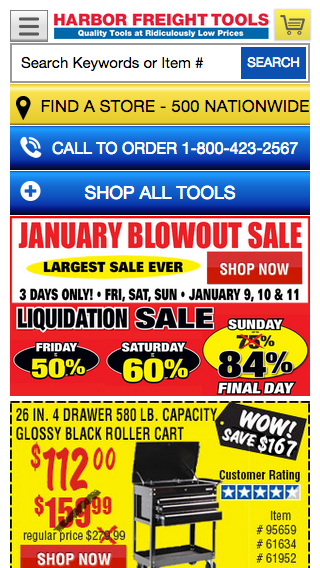 HARBOR FREIGHT TOOLS
Quality Tools at Ridiculously Low Prices
Search Keywords or Item #
SEARCH
FIND A STORE - 500 NATIONWIDE
CALL TO ORDER 1-800-423-2567
SHOP ALL TOOLS
JANUARY BLOWOUT SALE
LARGEST SALE EVER
SHOP NOW
3 DAYS ONLY! • FRI, SAT, SUN • JANUARY 9, 10 & 11
LIQUIDATION SALE
FRIDAY
50%
SATURDAY
60%
SUNDAY
75%
84%
FINAL DAY
26 IN. 4 DRAWER 580 LB. CAPACITY
GLOSSY BLACK ROLLER CART
WOW!
SAVE $167
$112.00
$159.99
regular price $279.99
SHOP NOW
Customer Rating
Item
# 95659
# 61634
# 61952